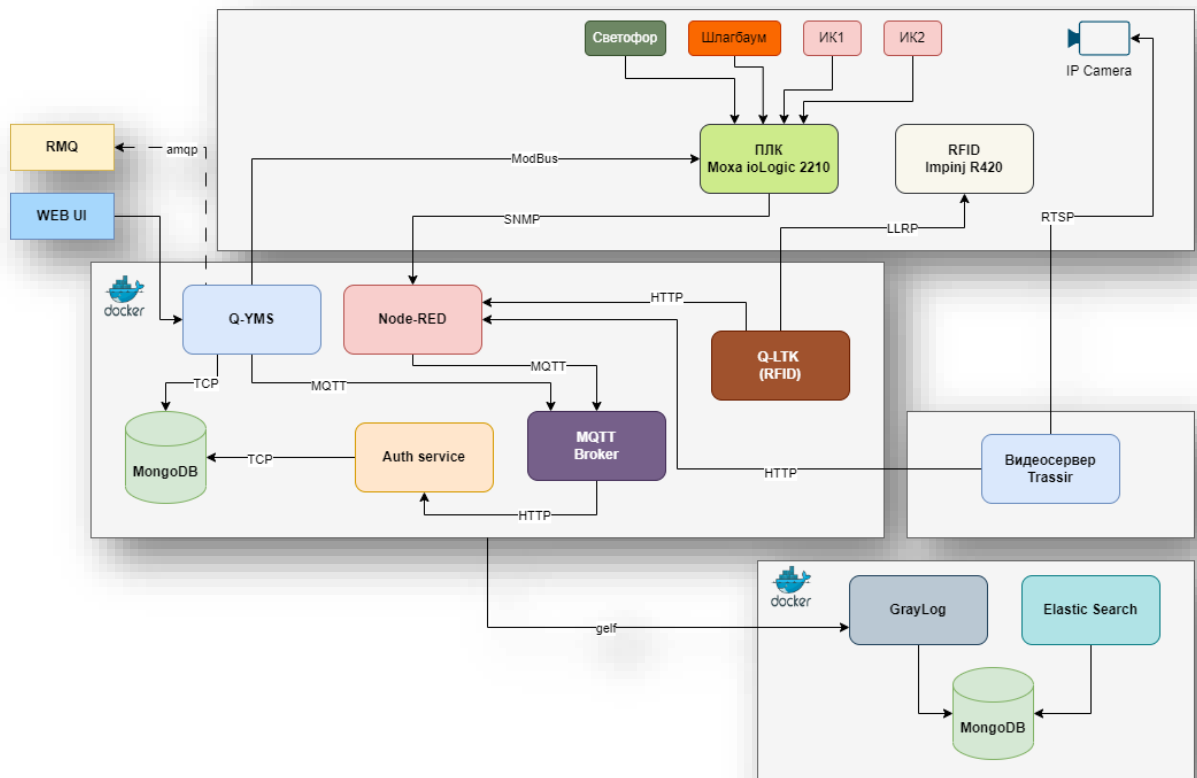 Светофор
Шлагбаум
ИК1
ИК2
IP Camera
RMQ
amqp
ModBus
ПЛК
Moxa ioLogic 2210
RFID
Impinj R420
WEB UI
SNMP
LLRP
RTSP
docker
Q-YMS
Node-RED
HTTP
Q-LTK
(RFID)
TCP
MQTT
MQTT
MongoDB
TCP
Auth service
MQTT
Broker
HTTP
HTTP
Видеосервер
Trassir
docker
gelf
GrayLog
Elastic Search
MongoDB